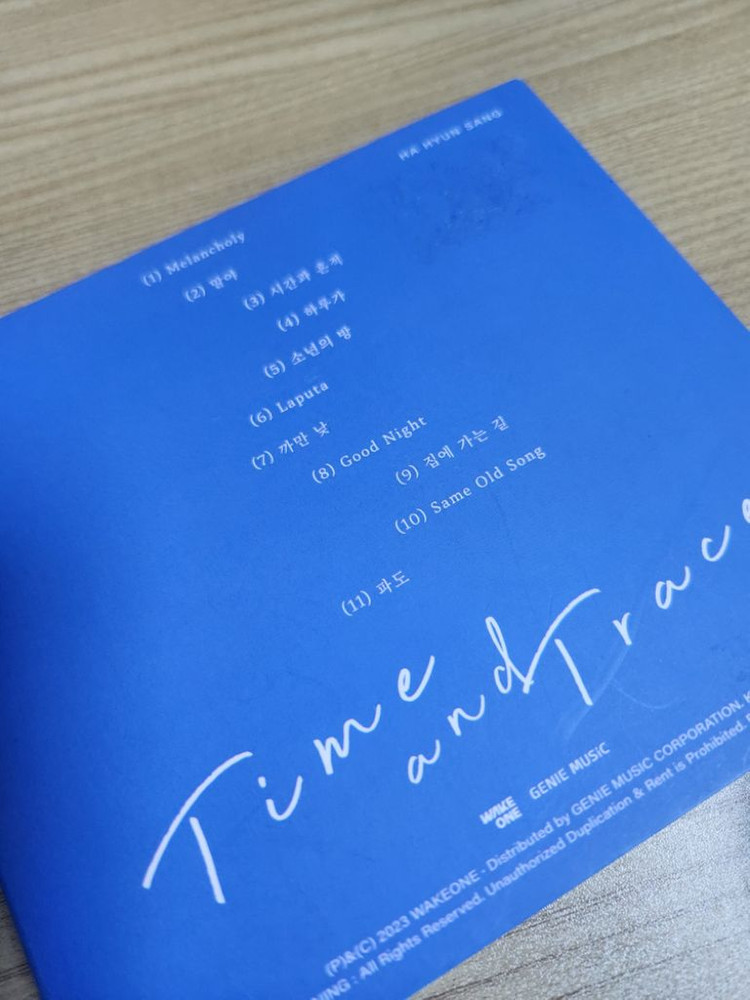 HA HYUN SANG
(1) Melancholy
(2) 말야
(3) 시간과 흔적
(4) 하루가
(5) 소년의 방
(6) Laputa
(7) 까만 낮
(8) Good Night
(9) 집에 가는 길
(10) Same Old Song
(11) 파도
Time
and Trace
WAKE
ONE
GENIE MUSIC
(P)&(C) 2023 WAKEONE · Distributed by GENIE MUSIC CORPORATION.
: All Rights Reserved. Unauthorized Duplication & Rent is Prohibited.